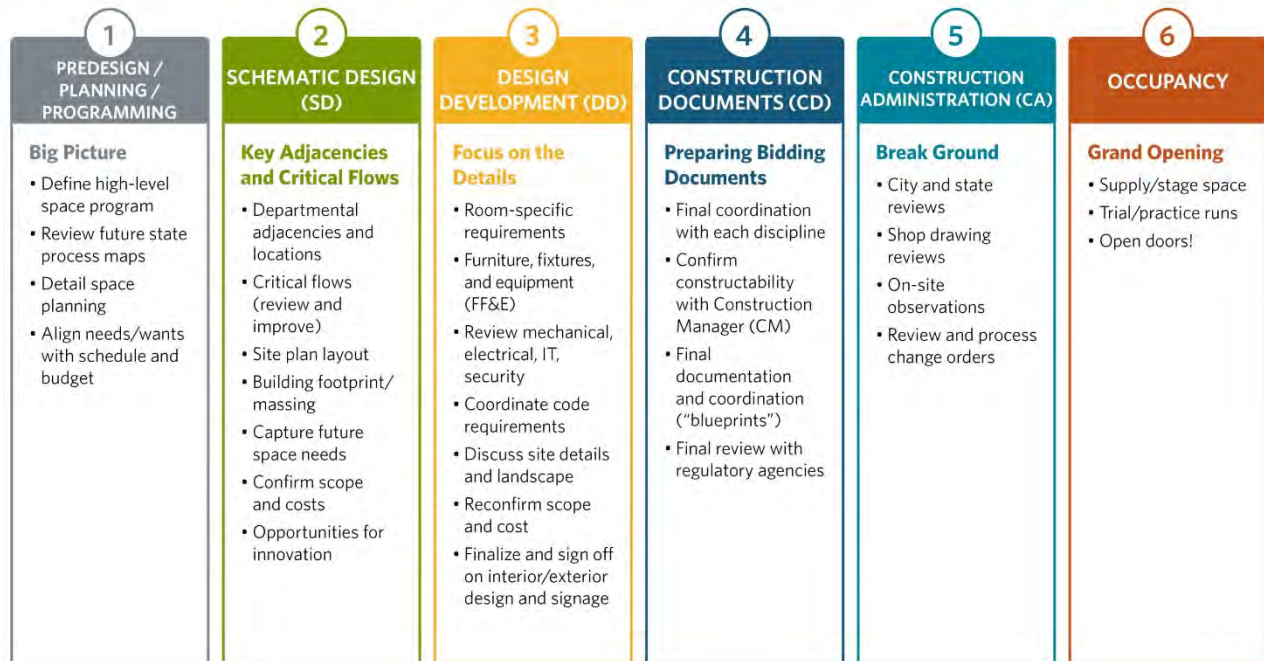 1
PREDESIGN /
PLANNING /
PROGRAMMING
Big Picture
• Define high-level
space program
• Review future state
process maps
• Detail space
planning
• Align needs/wants
with schedule and
budget
2
SCHEMATIC DESIGN
(SD)
Key Adjacencies
and Critical Flows
• Departmental
adjacencies and
locations
• Critical flows
(review and
improve)
• Site plan layout
• Building footprint/
massing
• Capture future
space needs
• Confirm scope
and costs
• Opportunities for
innovation
3
DESIGN
DEVELOPMENT (DD)
Focus on the
Details
• Room-specific
requirements
• Furniture, fixtures,
and equipment
(FF&E)
• Review mechanical,
electrical, IT,
security
• Coordinate code
requirements
• Discuss site details
and landscape
• Reconfirm scope
and cost
• Finalize and sign off
on interior/exterior
design and signage
4
CONSTRUCTION
DOCUMENTS (CD)
Preparing Bidding
Documents
• Final coordination
with each discipline
• Confirm
constructability
with Construction
Manager (CM)
• Final
documentation
and coordination
(“blueprints”)
• Final review with
regulatory agencies
5
CONSTRUCTION
ADMINISTRATION (CA)
Break Ground
• City and state
reviews
• Shop drawing
reviews
• On-site
observations
• Review and process
change orders
6
OCCUPANCY
Grand Opening
• Supply/stage space
• Trial/practice runs
• Open doors!